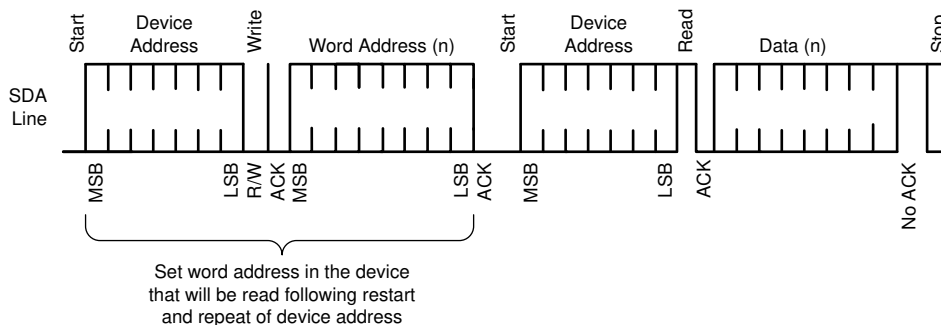 Start
Device
Address
Write
Word Address (n)
Start
Device
Address
Read
Data (n)
Stop
SDA
Line
MSB
LSB
R/W
ACK
MSB
LSB
ACK
MSB
LSB
ACK
No ACK
Set word address in the device
that will be read following restart
and repeat of device address